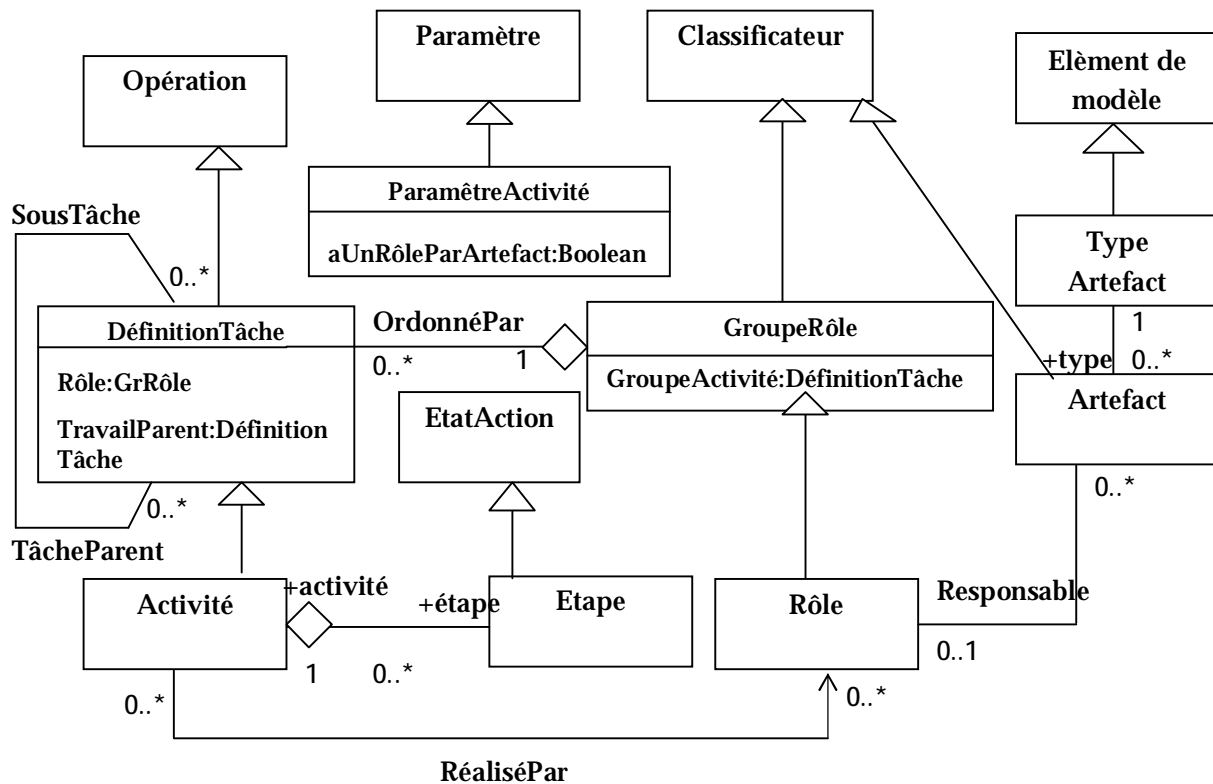 Paramètre
Classificateur
Elèment de
modèle
Opération
ParamêtreActivité
aUnRôleParArtefact:Boolean
SousTâche
0..*
Type
Artefact
DéfinitionTâche
OrdonnéPar
0..*
1
GroupeRôle
1
0..*
+type
Rôle:GrRôle
TravailParent:Définition
Tâche
GroupeActivité:DéfinitionTâche
EtatAction
Artefact
0..*
0..*
TâcheParent
Activité
+activité
+étape
Etape
Rôle
Responsable
1
0..*
0..1
0..*
0..*
RéaliséPar